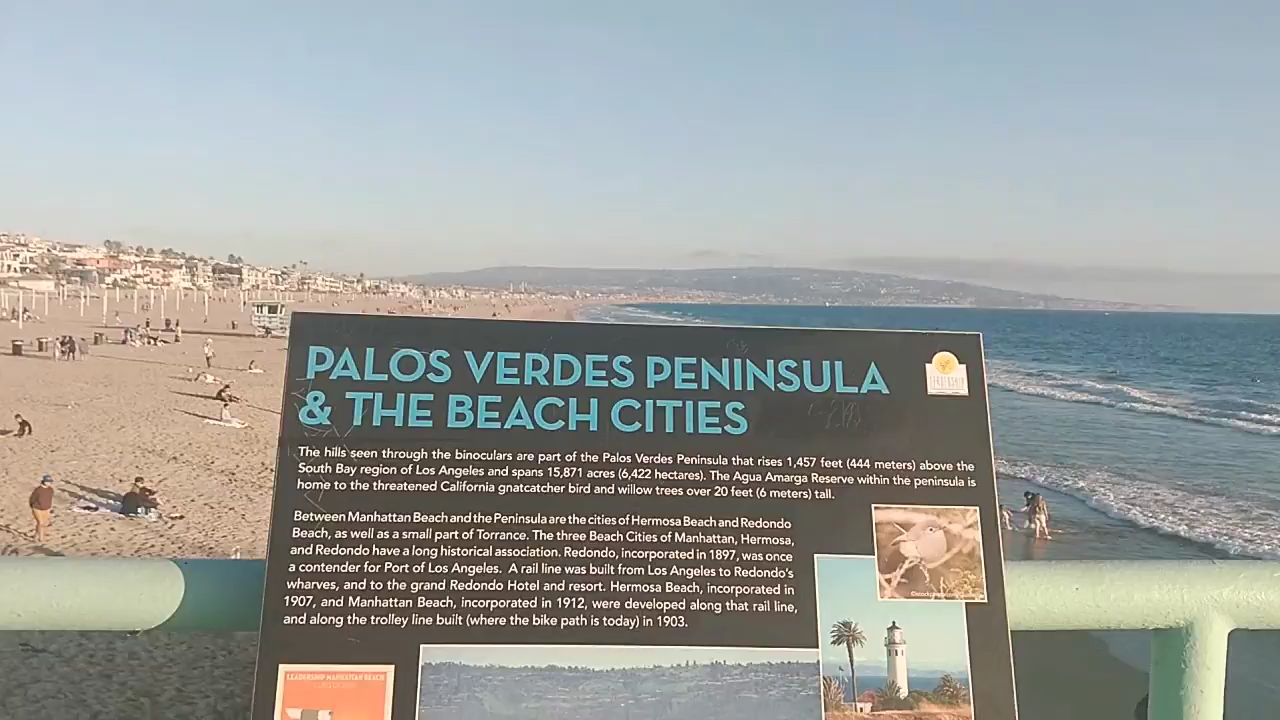 PALOS VERDES PENINSULA
& THE BEACH CITIES
The hills seen through the binoculars are part of the Palos Verdes Peninsula that rises 1,457 feet (444 meters) above the
South Bay region of Los Angeles and spans 15,871 acres (6,422 hectares). The Agua Amarga Reserve within the peninsula is
home to the threatened California gnatcatcher bird and willow trees over 20 feet (6 meters) tall.
Between Manhattan Beach and the Peninsula are the cities of Hermosa Beach and Redondo
Beach, as well as a small part of Torrance. The three Beach Cities of Manhattan, Hermosa,
and Redondo have a long historical association. Redondo, incorporated in 1897, was once
a contender for Port of Los Angeles. A rail line was built from Los Angeles to Redondo's
wharves, and to the grand Redondo Hotel and resort. Hermosa Beach, incorporated in
1907, and Manhattan Beach, incorporated in 1912, were developed along that rail line,
and along the trolley line built (where the bike path is today) in 1903.
LEADERSHIP MANHATTAN BEACH